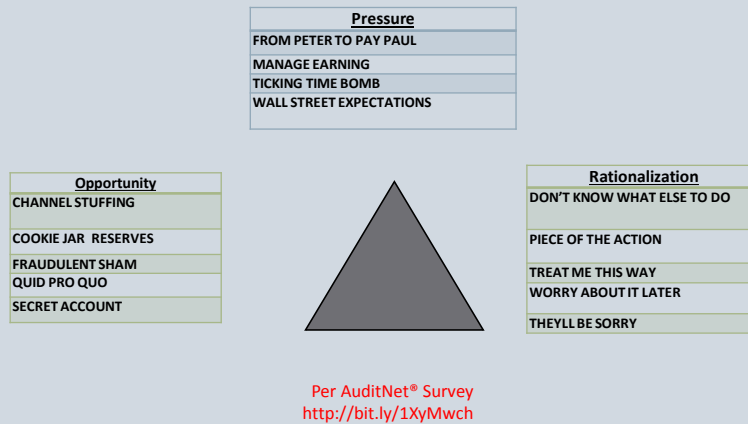 Pressure
FROM PETER TO PAY PAUL
MANAGE EARNING
TICKING TIME BOMB
WALL STREET EXPECTATIONS
Opportunity
CHANNEL STUFFING
COOKIE JAR RESERVES
FRAUDULENT SHAM
QUID PRO QUO
SECRET ACCOUNT
Rationalization
DON'T KNOW WHAT ELSE TO DO
PIECE OF THE ACTION
TREAT ME THIS WAY
WORRY ABOUT IT LATER
THEYLL BE SORRY
Per AuditNet® Survey
http://bit.ly/1XyMwch